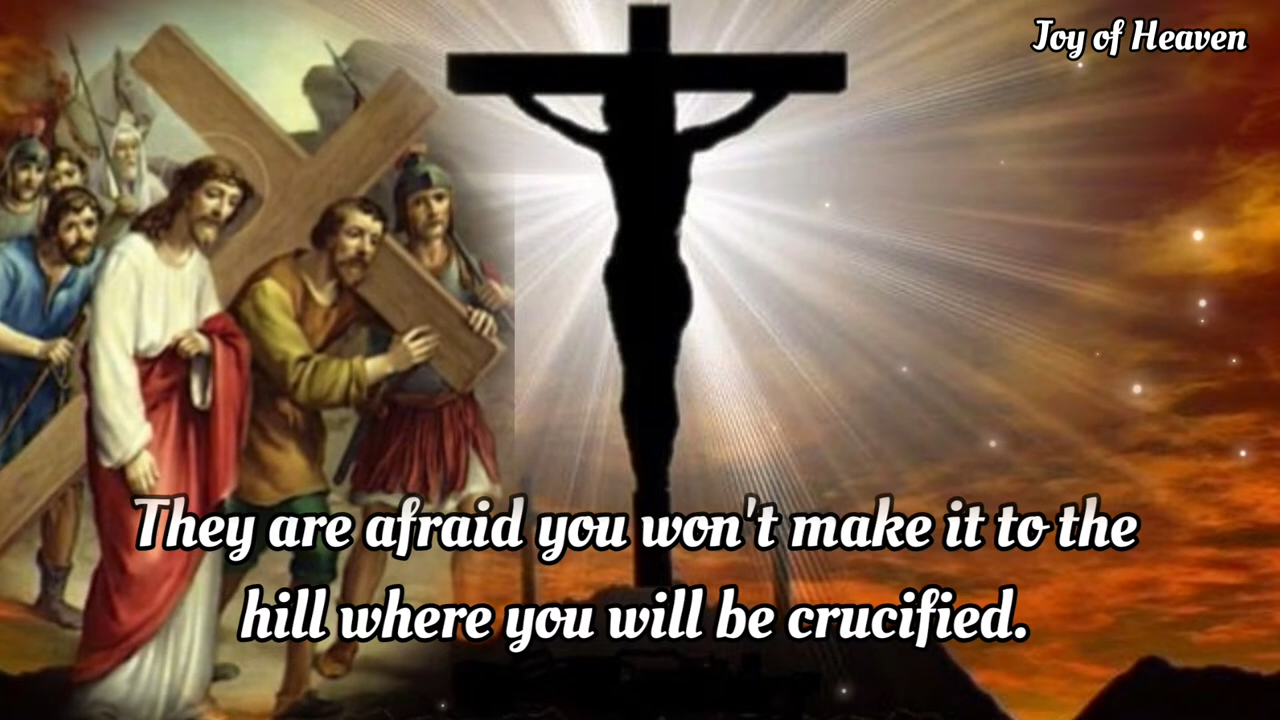 Joy of Heaven
They are afraid you won't make it to the
hill where you will be crucified.